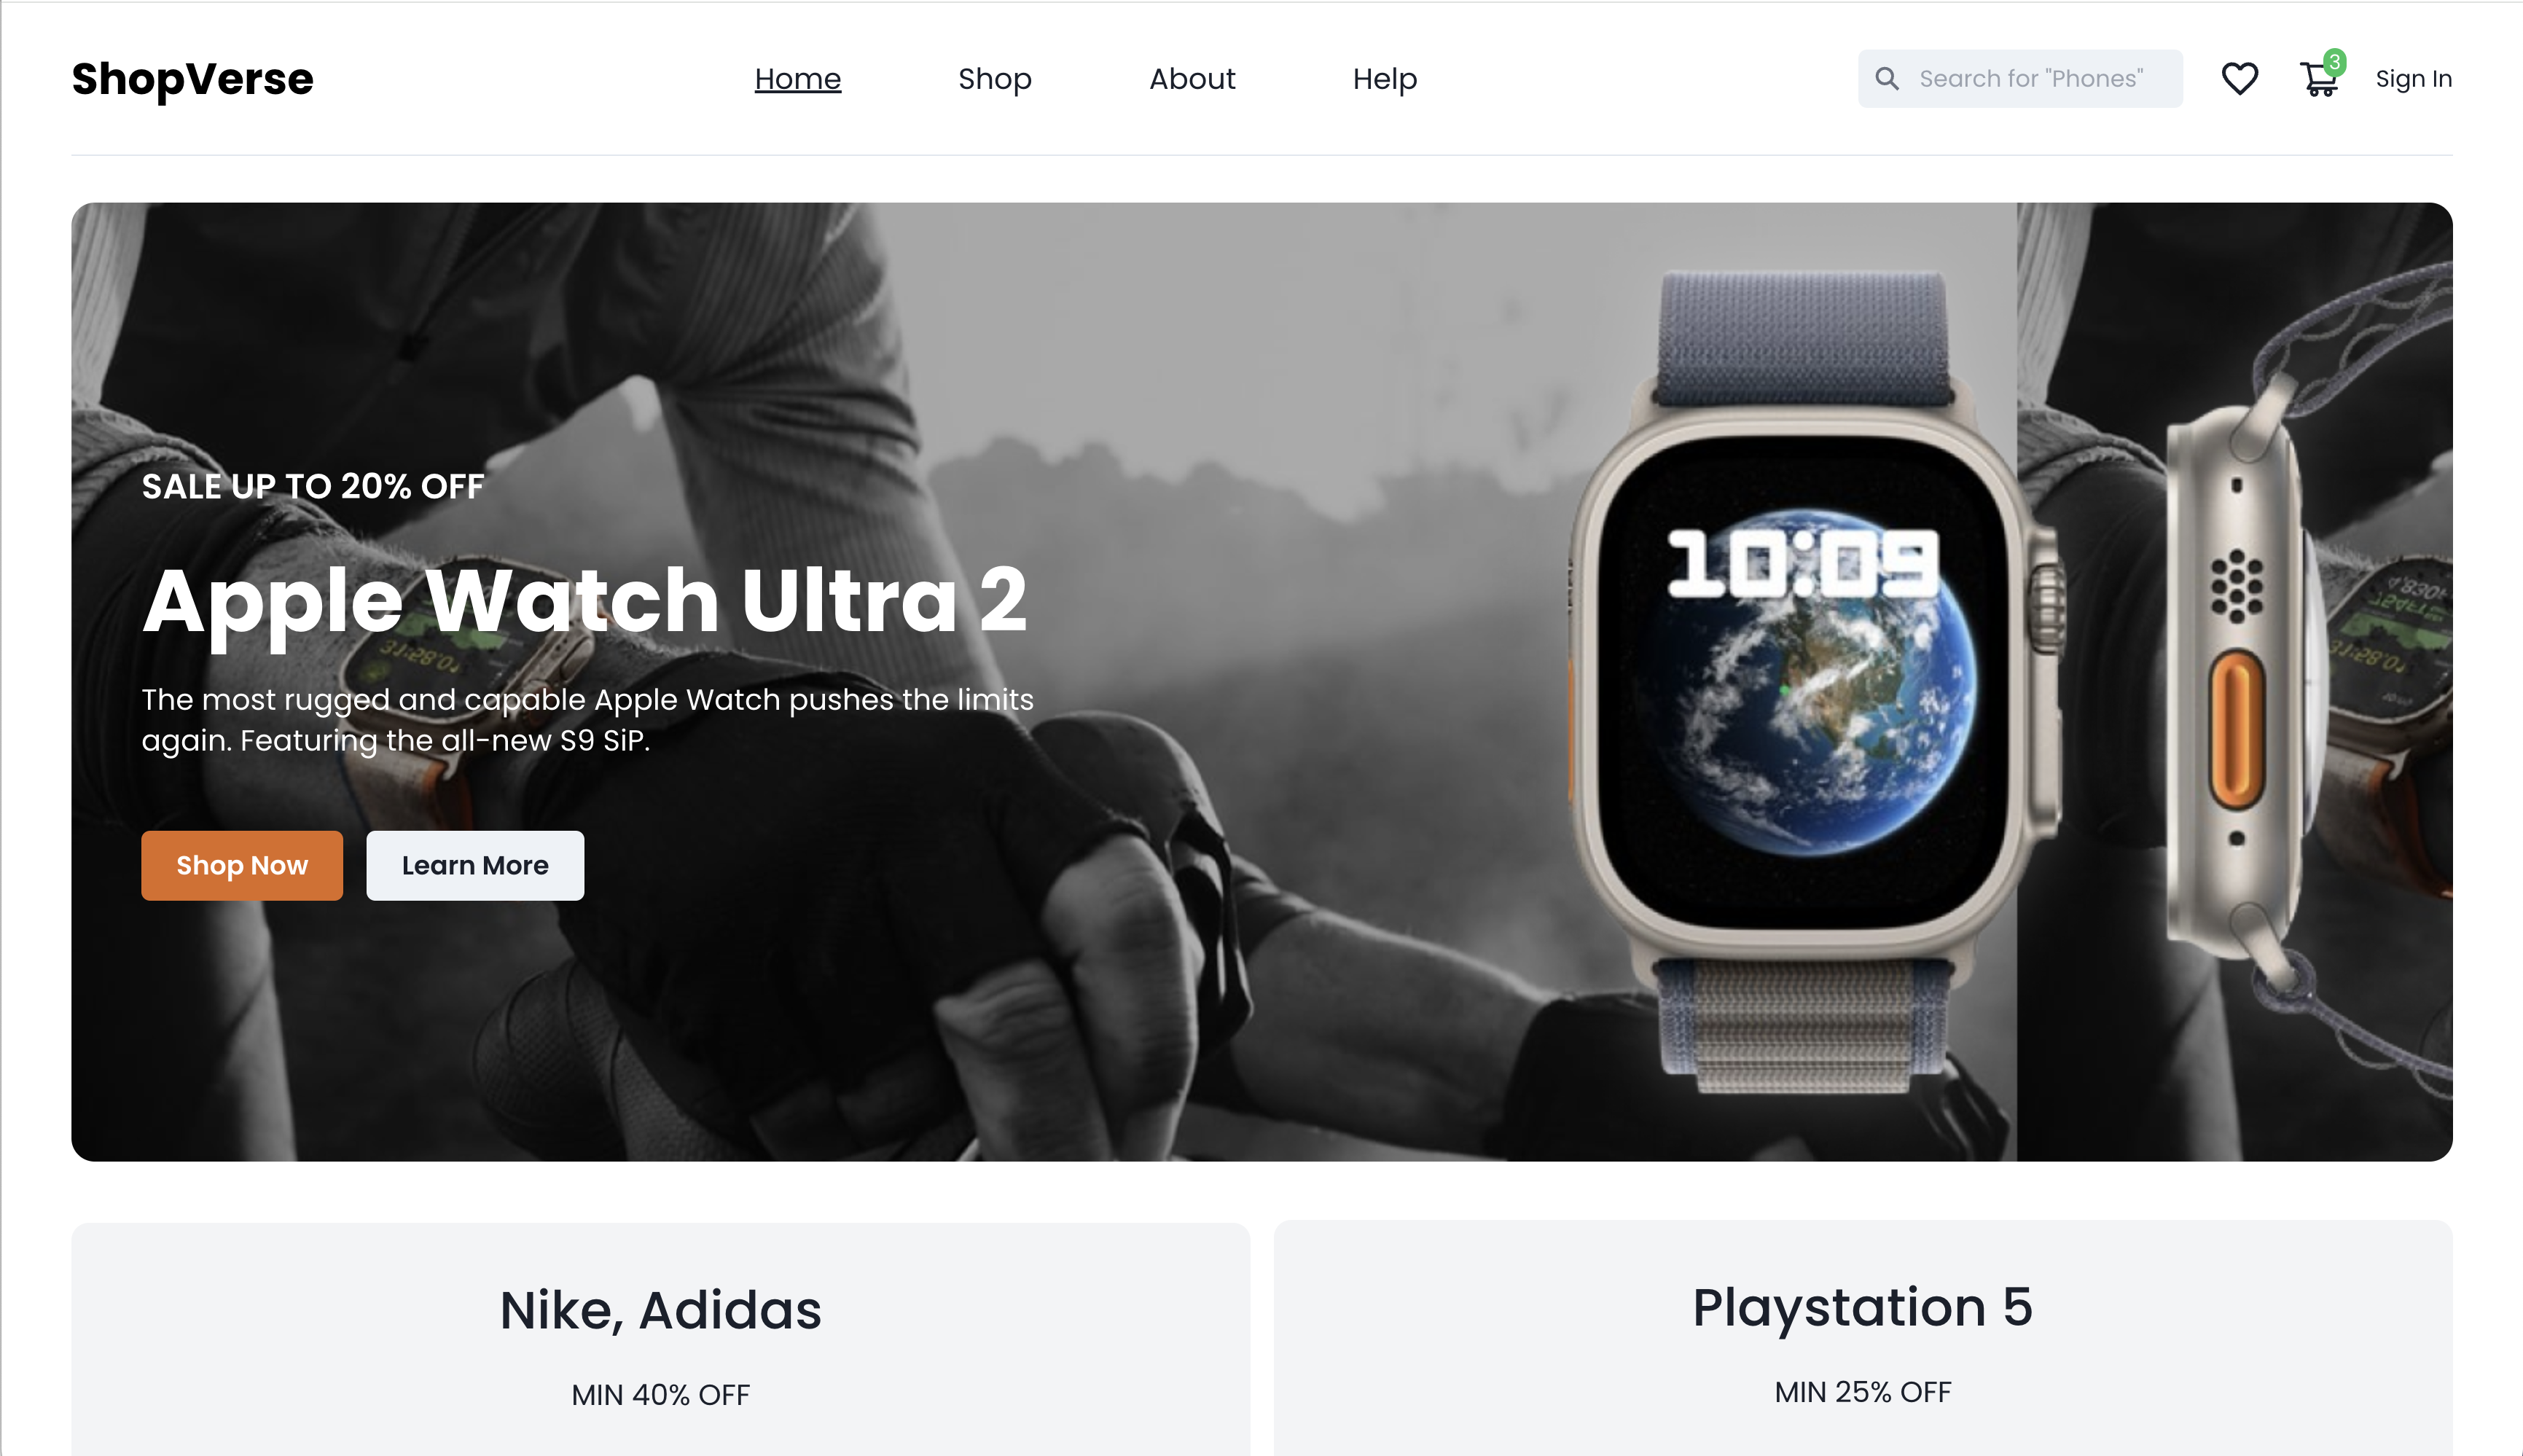 ShopVerse
Home
Shop
About
Help
Search for "Phones"
3
Sign In
SALE UP TO 20% OFF
Apple Watch Ultra 2
The most rugged and capable Apple Watch pushes the limits
again. Featuring the all-new S9 SiP.
Shop Now
Learn More
10:09
Nike, Adidas
MIN 40% OFF
Playstation 5
MIN 25% OFF